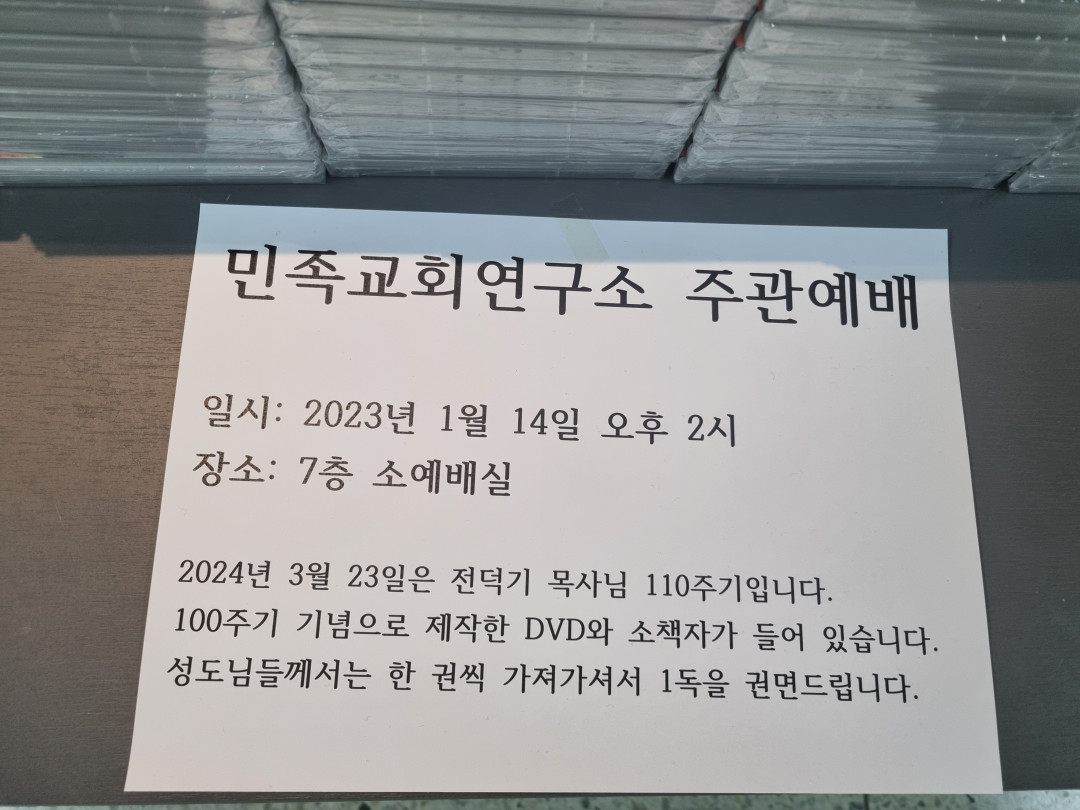 민족교회연구소 주관예배
일시: 2023년 1월 14일 오후 2시
장소: 7층 소예배실
2024년 3월 23일은 전덕기 목사님 110주기입니다.
100주기 기념으로 제작한 DVD와 소책자가 들어 있습니다.
성도님들께서는 한 권씩 가져가셔서 1독을 권면드립니다.